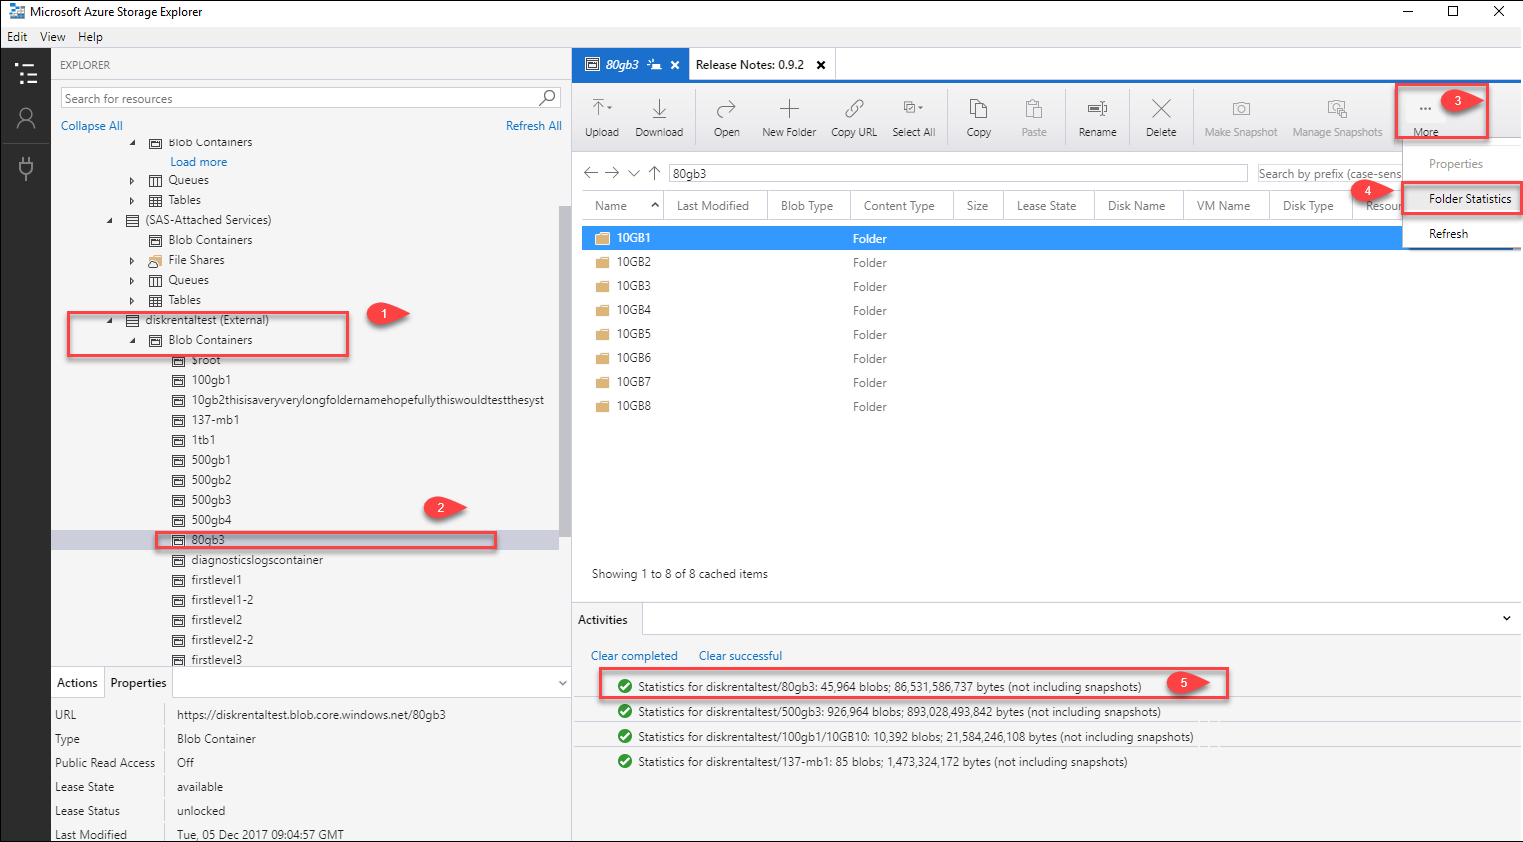 Microsoft Azure Storage Explorer
Edit View Help
EXPLORER
Search for resources
Collapse All Refresh All
Blob Containers
Load more
Queues
Tables
(SAS-Attached Services)
Blob Containers
File Shares
Queues
Tables
diskrentaltest (External)
1
Blob Containers
$root
100gb1
10gb2thisisaveryverylongfoldernamehopefullythiswouldtestthesyst
137-mb1
1tb1
500gb1
500gb2
500gb3
500gb4
2
80gb3
diagnosticslogscontainer
firstlevel1
firstlevel1-2
firstlevel2
firstlevel2-2
firstlevel3
Actions Properties
URL https://diskrentaltest.blob.core.windows.net/80gb3
Type Blob Container
Public Read Access Off
Lease State available
Lease Status unlocked
Last Modified Tue, 05 Dec 2017 09:04:57 GMT
80gb3 Release Notes: 0.9.2
Upload Download Open New Folder Copy URL Select All Copy Paste Rename Delete Make Snapshot Manage Snapshots More
3
Properties
4
Folder Statistics
Refresh
80gb3 Search by prefix (case-sens
Name Last Modified Blob Type Content Type Size Lease State Disk Name VM Name Disk Type Resour
10GB1 Folder
10GB2 Folder
10GB3 Folder
10GB4 Folder
10GB5 Folder
10GB6 Folder
10GB7 Folder
10GB8 Folder
Showing 1 to 8 of 8 cached items
Activities
Clear completed Clear successful
Statistics for diskrentaltest/80gb3: 45,964 blobs; 86,531,586,737 bytes (not including snapshots)
5
Statistics for diskrentaltest/500gb3: 926,964 blobs; 893,028,493,842 bytes (not including snapshots)
Statistics for diskrentaltest/100gb1/10GB10: 10,392 blobs; 21,584,246,108 bytes (not including snapshots)
Statistics for diskrentaltest/137-mb1: 85 blobs; 1,473,324,172 bytes (not including snapshots)